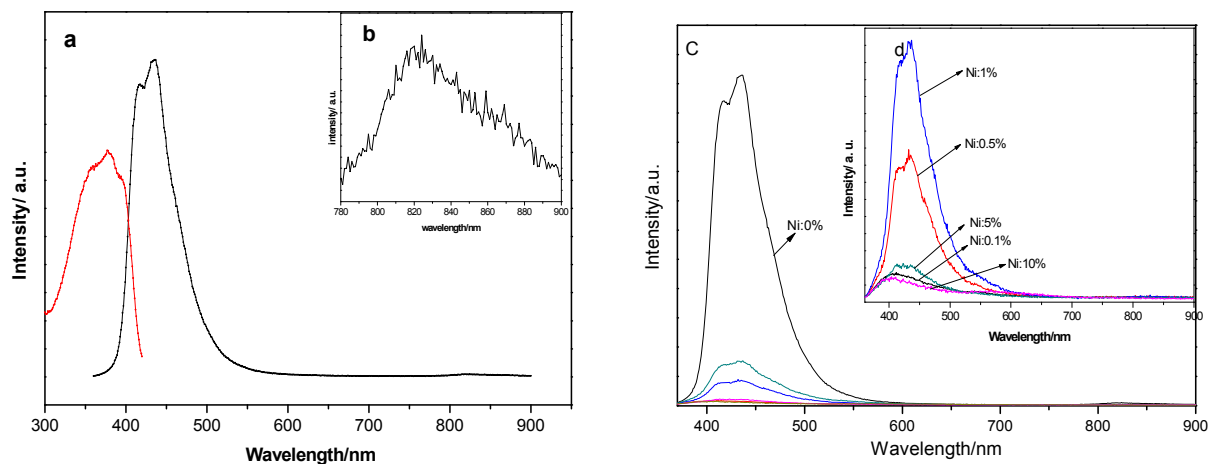 a
b
Intensity/ a.u.
intensity/ a.u.
780 800 820 840 860 880 900
wavelength/nm
300 400 500 600 700 800 900
Wavelength/nm
C
d
Intensity/a.u.
Intensity/ a. u.
Ni:0%
Ni:1%
Ni:0.5%
Ni:5%
Ni:0.1%
Ni:10%
400 500 600 700 800 900
Wavelength/nm
400 500 600 700 800 900
Wavelength/nm